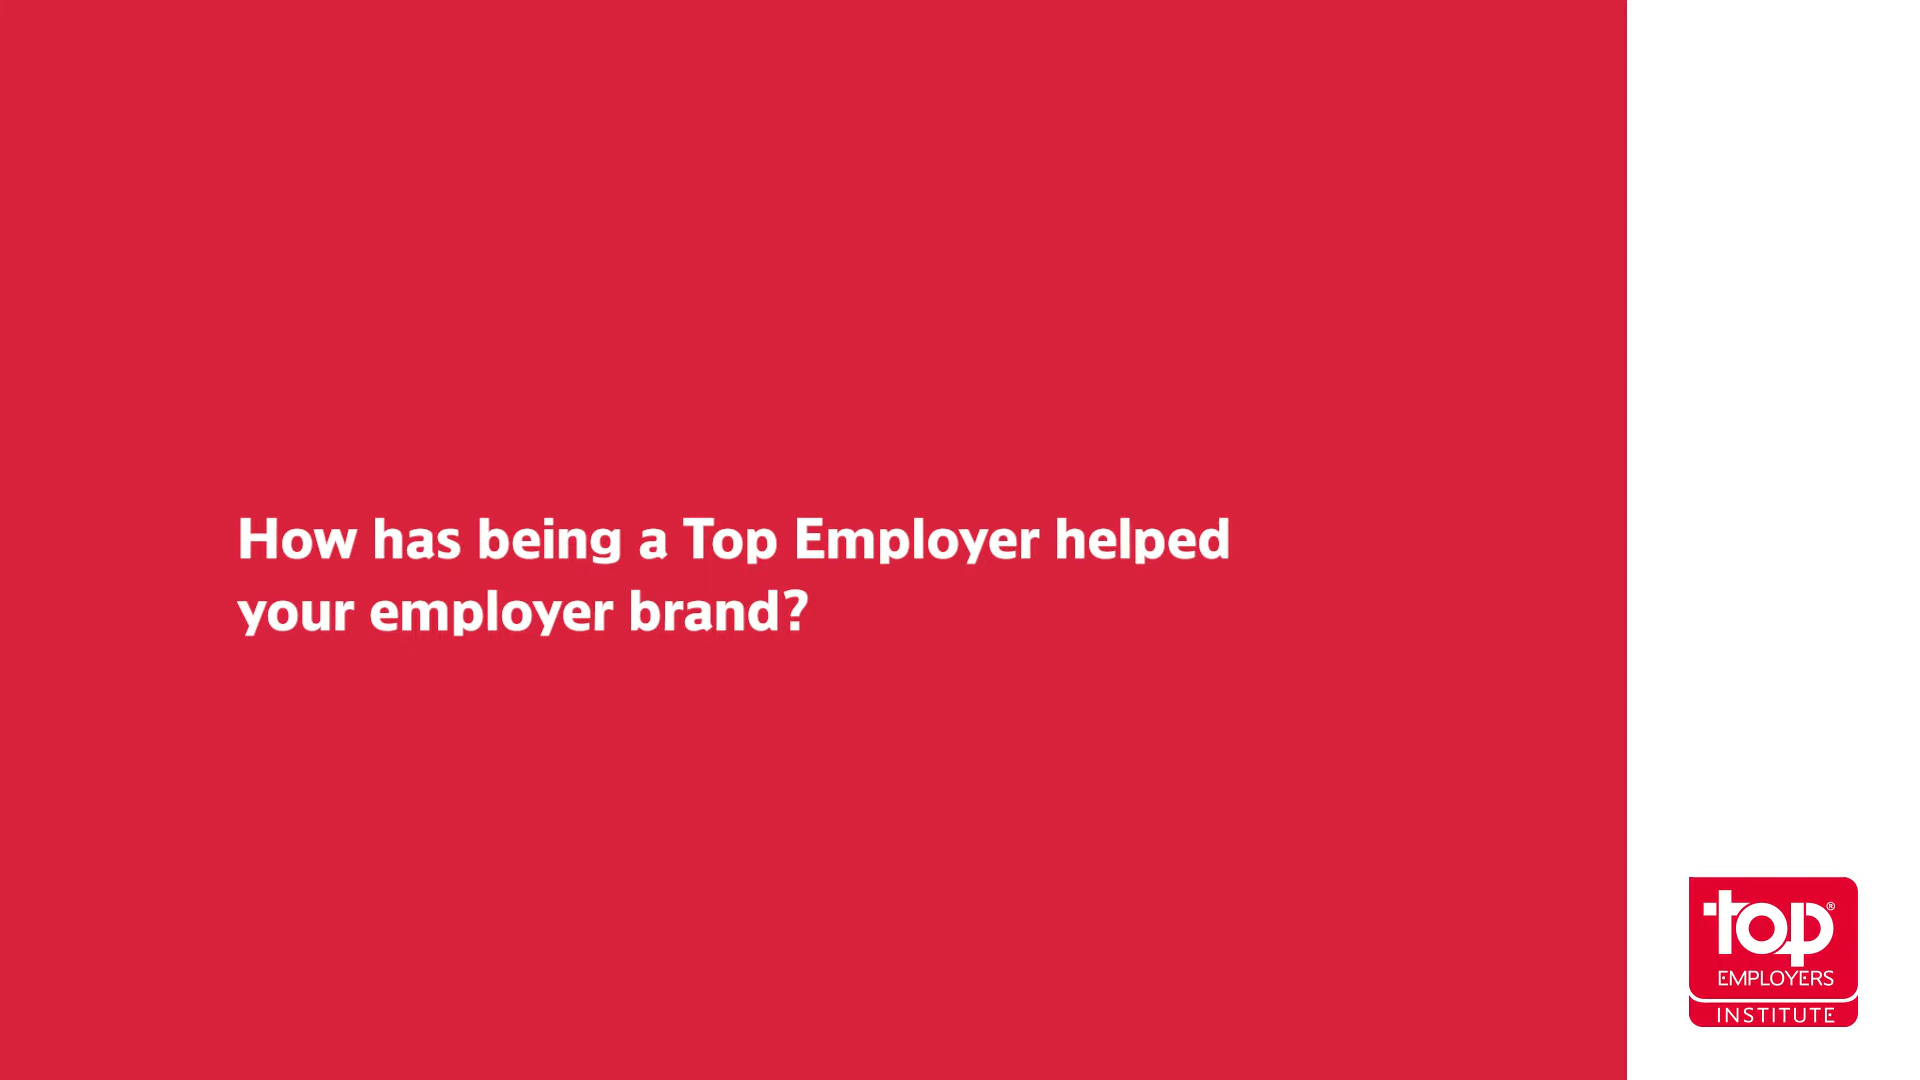 How has being a Top Employer helped
your employer brand?
top®
EMPLOYERS
INSTITUTE